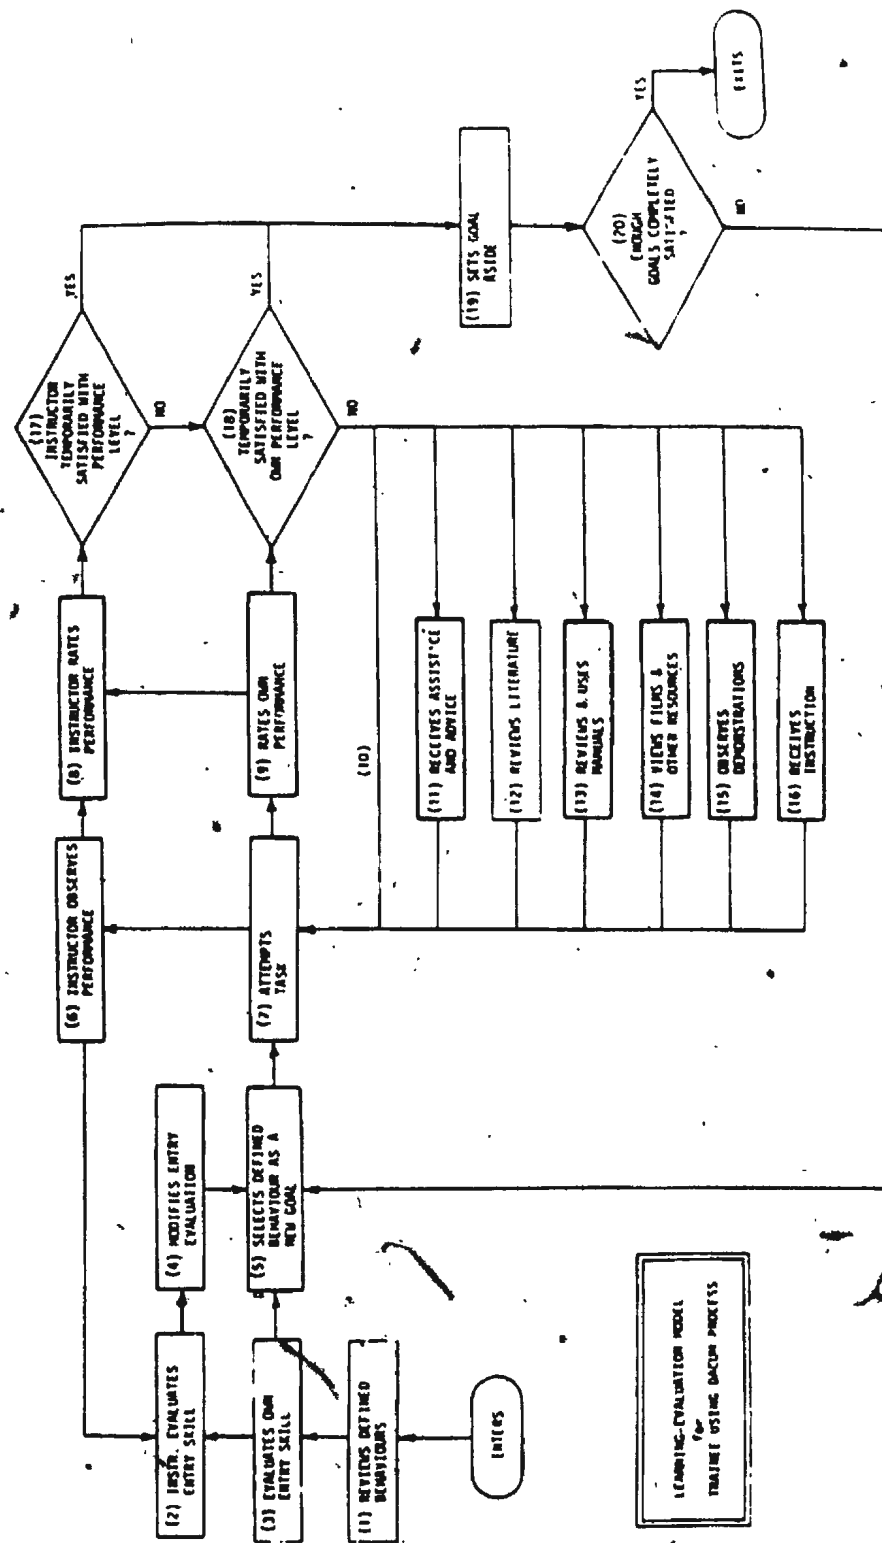 ENTERS
(1) REVIEWS DEFINED
BEHAVIOURS
(2) INSTR. EVALUATES
ENTRY SKILL
(3) EVALUATES OWN
ENTRY SKILL
(4) MODIFIES ENTRY
EVALUATION
(5) SELECTS DEFINED
BEHAVIOUR AS A
NEW GOAL
(6) INSTRUCTOR OBSERVES
PERFORMANCE
(7) ATTEMPTS
TASK
(8) INSTRUCTOR RATES
PERFORMANCE
(9) RATES OWN
PERFORMANCE
(10)
(11) RECEIVES ASSIST'CE
AND ADVICE
(12) REVIEWS LITERATURE
(13) REVIEWS & USES
MANUALS
(14) VIEWS FILMS &
OTHER RESOURCES
(15) OBSERVES
DEMONSTRATIONS
(16) RECEIVES
INSTRUCTION
(17)
INSTRUCTOR
TEMPORARILY
SATISFIED WITH
PERFORMANCE
LEVEL
?
YES
NO
(18)
TEMPORARILY
SATISFIED WITH
OWN PERFORMANCE
LEVEL
?
YES
NO
(19) SETS GOAL
ASIDE
(20)
ENOUGH
GOALS COMPLETELY
SATISFIED
?
YES
NO
EXITS
LEARNING-EVALUATION MODEL
for
TRAINEE USING DACUM PROCESS